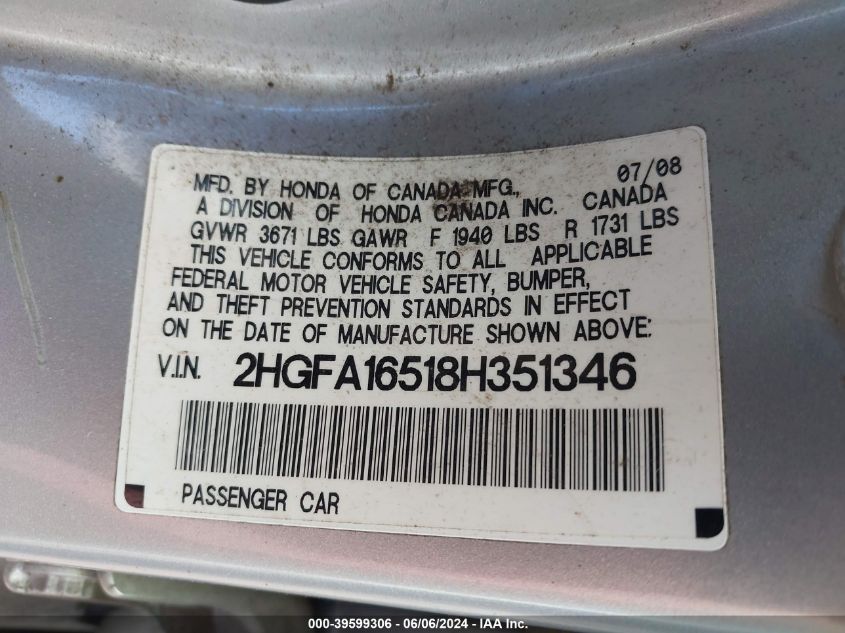 07/08
MFD. BY HONDA OF CANADA MFG.,
A DIVISION OF HONDA CANADA INC. CANADA
GVWR 3671 LBS GAWR F 1940 LBS R 1731 LBS
THIS VEHICLE CONFORMS TO ALL APPLICABLE
FEDERAL MOTOR VEHICLE SAFETY, BUMPER,
AND THEFT PREVENTION STANDARDS IN EFFECT
ON THE DATE OF MANUFACTURE SHOWN ABOVE:
V.I.N. 2HGFA16518H351346
PASSENGER CAR
000-39599306 - 06/06/2024 - IAA Inc.